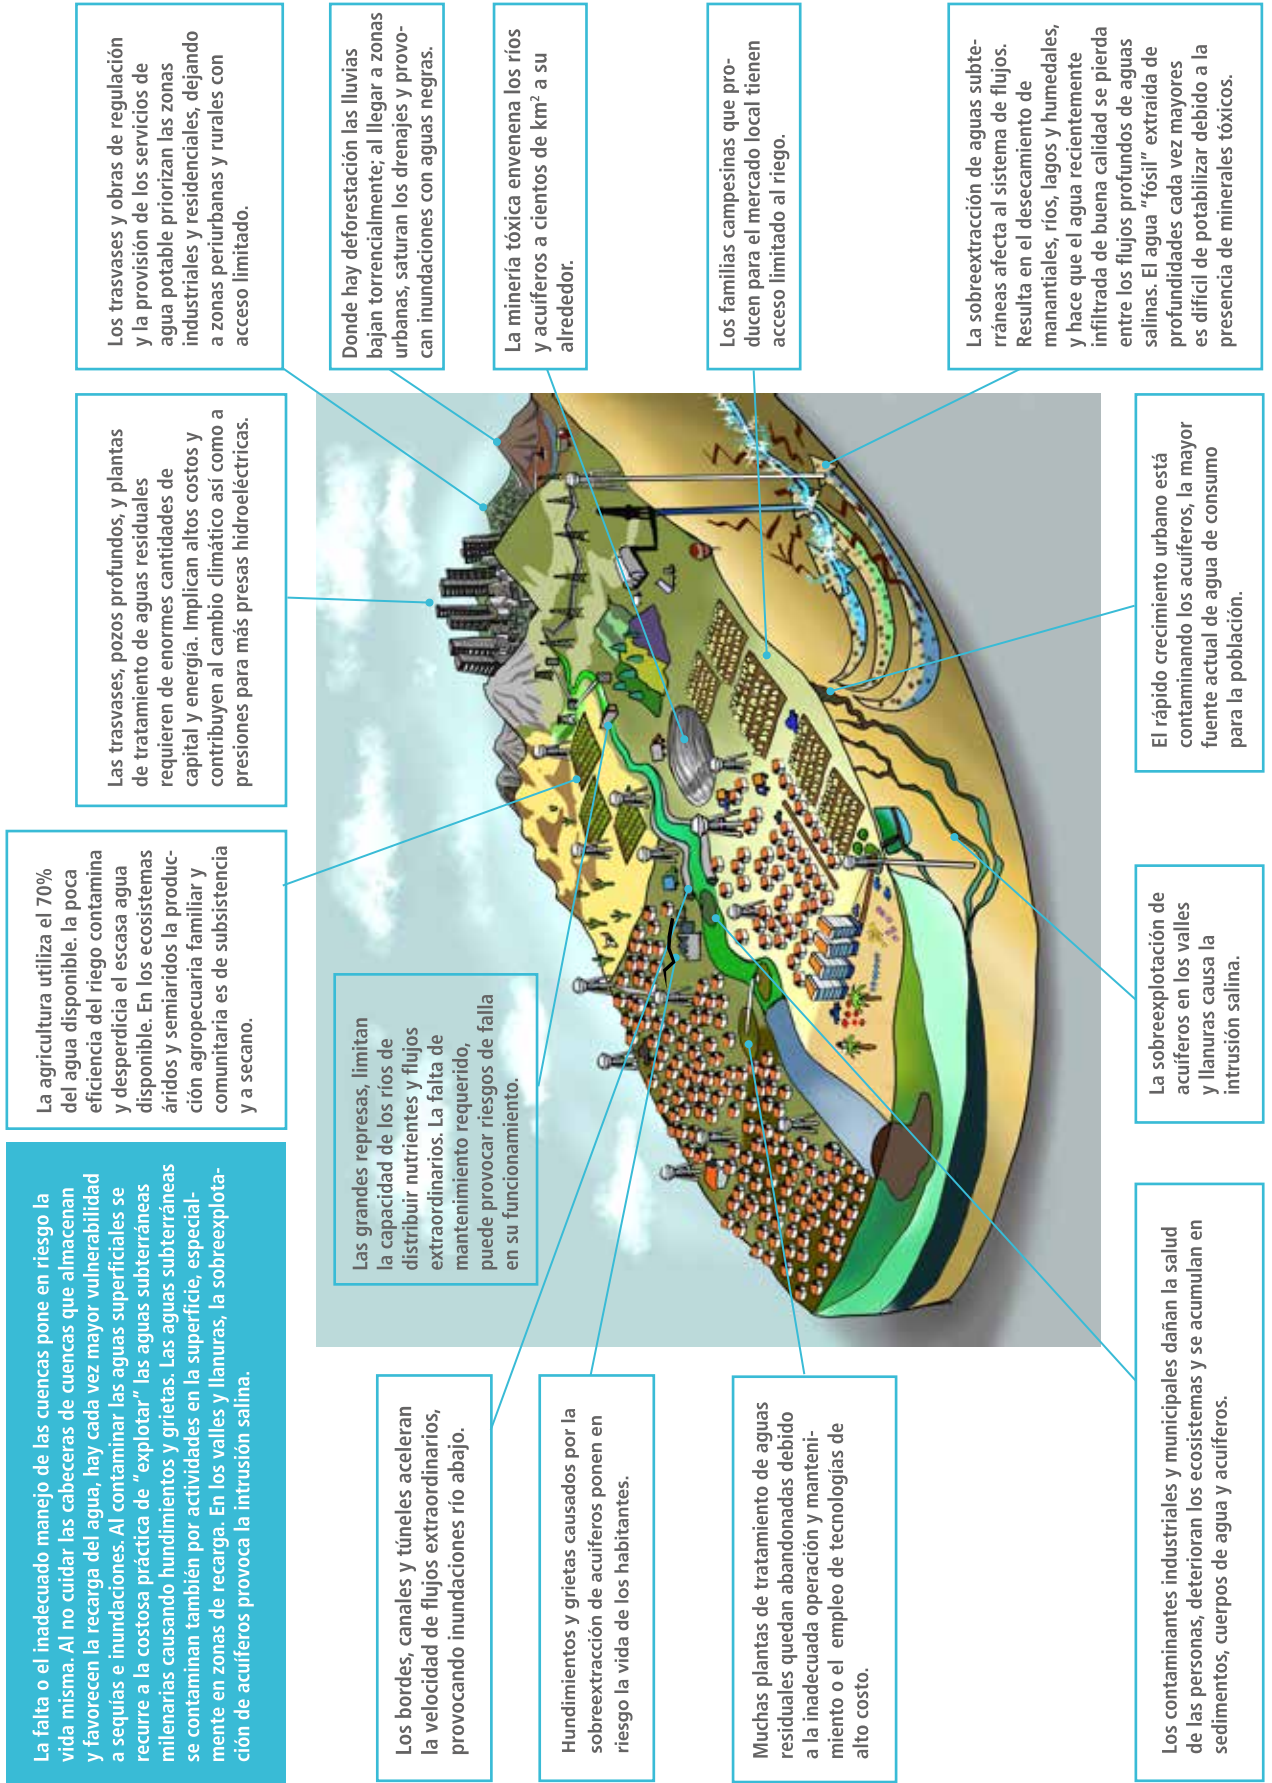 La falta o el inadecuado manejo de las cuencas pone en riesgo la
vida misma. Al no cuidar las cabeceras de cuencas que almacenan
y favorecen la recarga del agua, hay cada vez mayor vulnerabilidad
a sequías e inundaciones. Al contaminar las aguas superficiales se
recurre a la costosa práctica de “explotar” las aguas subterráneas
milenarias causando hundimientos y grietas. Las aguas subterráneas
se contaminan también por actividades en la superficie, especial-
mente en zonas de recarga. En los valles y llanuras, la sobreexplota-
ción de acuíferos provoca la intrusión salina.
La agricultura utiliza el 70%
del agua disponible. la poca
eficiencia del riego contamina
y desperdicia el escasa agua
disponible. En los ecosistemas
áridos y semiaridos la produc-
ción agropecuaria familiar y
comunitaria es de subsistencia
y a secano.
Las trasvases, pozos profundos, y plantas
de tratamiento de aguas residuales
requieren de enormes cantidades de
capital y energía. Implican altos costos y
contribuyen al cambio climático así como a
presiones para más presas hidroeléctricas.
Los trasvases y obras de regulación
y la provisión de los servicios de
agua potable priorizan las zonas
industriales y residenciales, dejando
a zonas periurbanas y rurales con
acceso limitado.
Donde hay deforestación las lluvias
bajan torrencialmente; al llegar a zonas
urbanas, saturan los drenajes y provo-
can inundaciones con aguas negras.
La minería tóxica envenena los ríos
y acuíferos a cientos de km² a su
alrededor.
Los familias campesinas que pro-
ducen para el mercado local tienen
acceso limitado al riego.
La sobreextracción de aguas subte-
rráneas afecta al sistema de flujos.
Resulta en el desecamiento de
manantiales, ríos, lagos y humedales,
y hace que el agua recientemente
infiltrada de buena calidad se pierda
entre los flujos profundos de aguas
salinas. El agua “fósil” extraída de
profundidades cada vez mayores
es difícil de potabilizar debido a la
presencia de minerales tóxicos.
Las grandes represas, limitan
la capacidad de los ríos de
distribuir nutrientes y flujos
extraordinarios. La falta de
mantenimiento requerido,
puede provocar riesgos de falla
en su funcionamiento.
Los bordes, canales y túneles aceleran
la velocidad de flujos extraordinarios,
provocando inundaciones río abajo.
Hundimientos y grietas causados por la
sobreextracción de acuíferos ponen en
riesgo la vida de los habitantes.
Muchas plantas de tratamiento de aguas
residuales quedan abandonadas debido
a la inadecuada operación y manteni-
miento o el empleo de tecnologías de
alto costo.
Los contaminantes industriales y municipales dañan la salud
de las personas, deterioran los ecosistemas y se acumulan en
sedimentos, cuerpos de agua y acuíferos.
La sobreexplotación de
acuíferos en los valles
y llanuras causa la
intrusión salina.
El rápido crecimiento urbano está
contaminando los acuíferos, la mayor
fuente actual de agua de consumo
para la población.